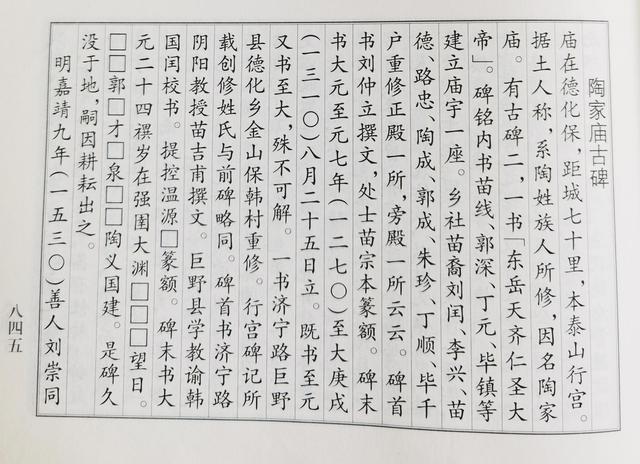 陶家庙古碑
庙在德化保，距城七十里，本泰山行宫。
据土人称，系陶姓族人所修，因名陶家
庙。有古碑二，一书「东岳天齐仁圣大
帝」。碑铭内书苗线、郭深、丁元、毕镇等
建立庙宇一座。乡社苗裔刘闰、李兴、苗
德、路忠、陶成、郭成、朱珍、丁顺、毕千
户重修正殿一所，旁殿一所云云。碑首
书刘仲立撰文，处士苗宗本篆额。碑末
书大元至元七年(一二七〇)至大庚戌
(一三一〇)八月二十五日立。既书至元
又书至大，殊不可解。一书济宁路巨野
县德化乡金山保韩村重修。行宫碑记所
载创修姓氏与前碑略同。碑首书济宁路
阴阳教授苗吉甫撰文。巨野县学教谕韩
国闰校书。提控温源□篆额。碑末书大
元二十四禩岁在强圉大渊□□□望日。
□□郭□才□泉□□陶义国建。是碑久
没于地，嗣因耕耘出之。
明嘉靖九年(一五三〇)善人刘崇同
八四五